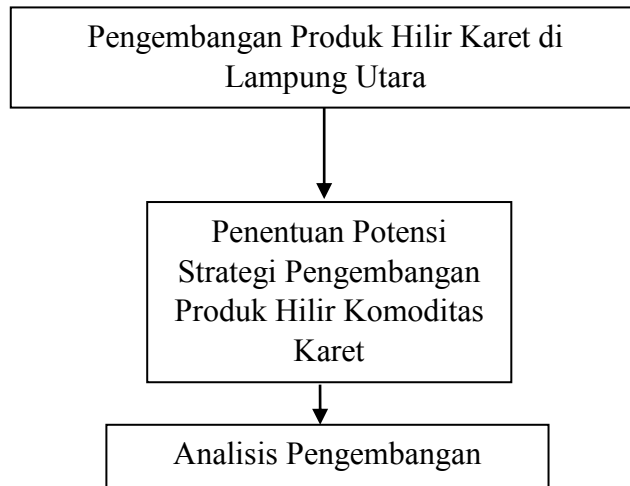 Pengembangan Produk Hilir Karet di
Lampung Utara
Penentuan Potensi
Strategi Pengembangan
Produk Hilir Komoditas
Karet
Analisis Pengembangan